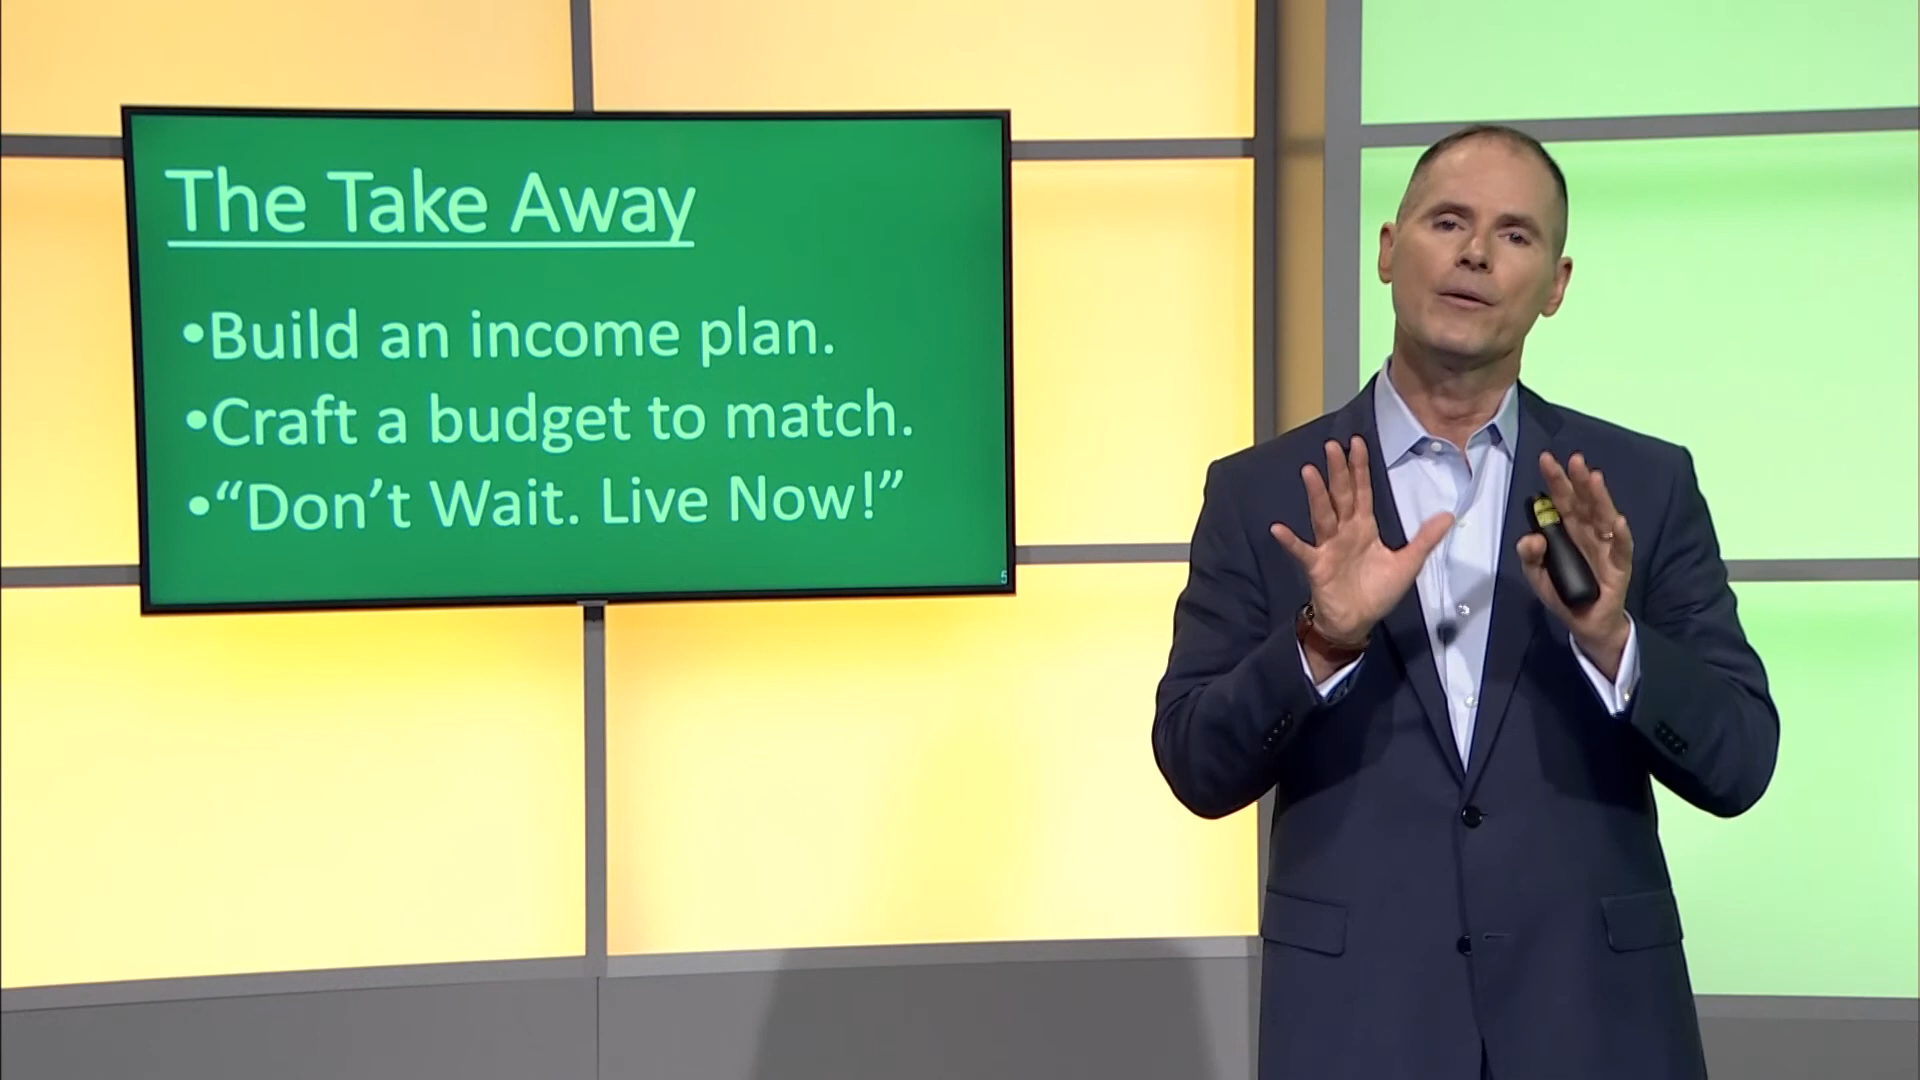 The Take Away
•Build an income plan.
•Craft a budget to match.
•“Don’t Wait. Live Now!”
5